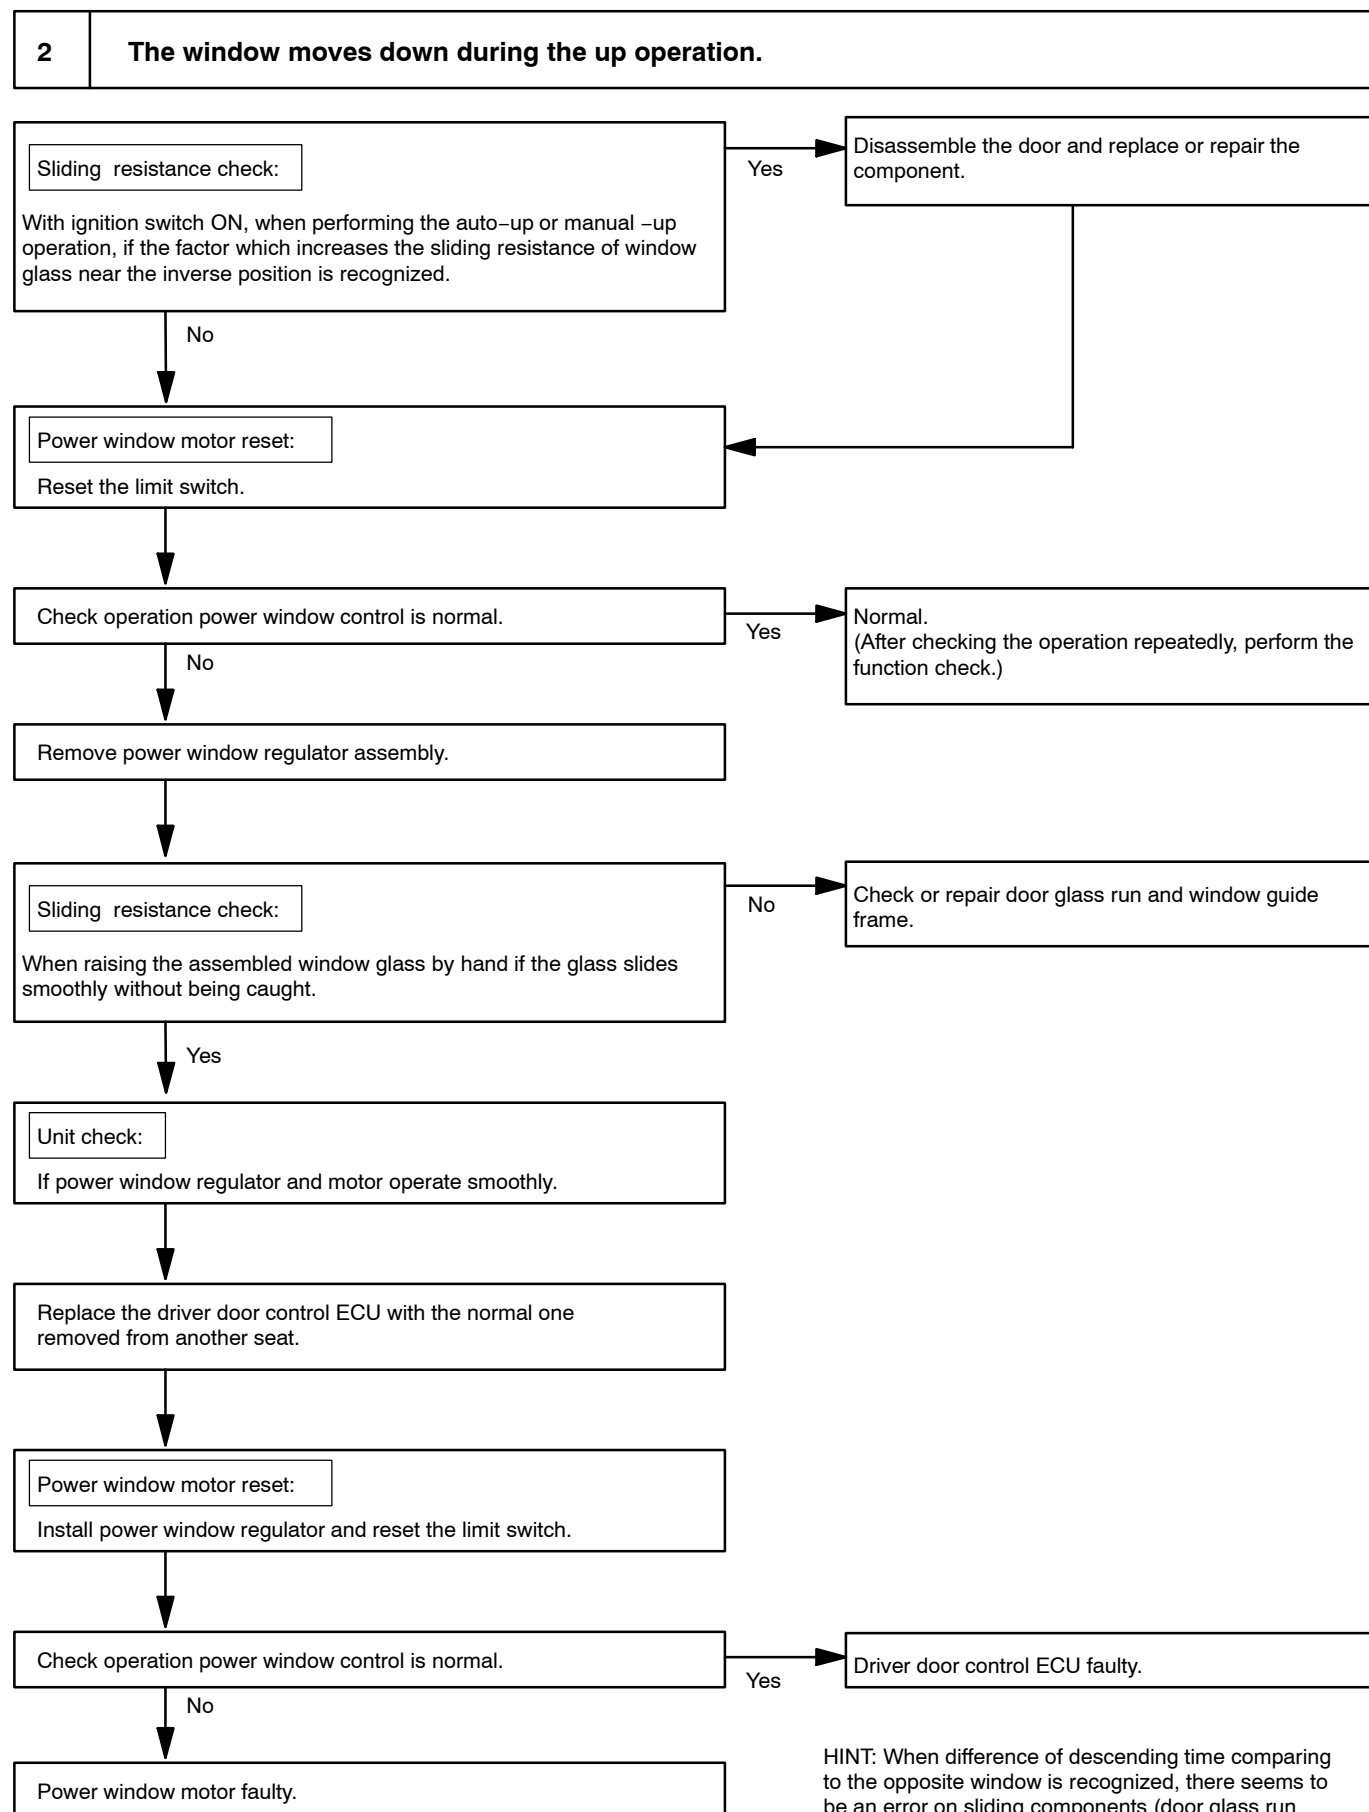 2 The window moves down during the up operation.
Sliding resistance check:
With ignition switch ON, when performing the auto−up or manual −up
operation, if the factor which increases the sliding resistance of window
glass near the inverse position is recognized.
Yes
Disassemble the door and replace or repair the
component.
No
Power window motor reset:
Reset the limit switch.
Check operation power window control is normal.
Yes
Normal.
(After checking the operation repeatedly, perform the
function check.)
No
Remove power window regulator assembly.
Sliding resistance check:
When raising the assembled window glass by hand if the glass slides
smoothly without being caught.
No
Check or repair door glass run and window guide
frame.
Yes
Unit check:
If power window regulator and motor operate smoothly.
Replace the driver door control ECU with the normal one
removed from another seat.
Power window motor reset:
Install power window regulator and reset the limit switch.
Check operation power window control is normal.
Yes
Driver door control ECU faulty.
No
Power window motor faulty.
HINT: When difference of descending time comparing
to the opposite window is recognized, there seems to
be an error on sliding components (door glass run